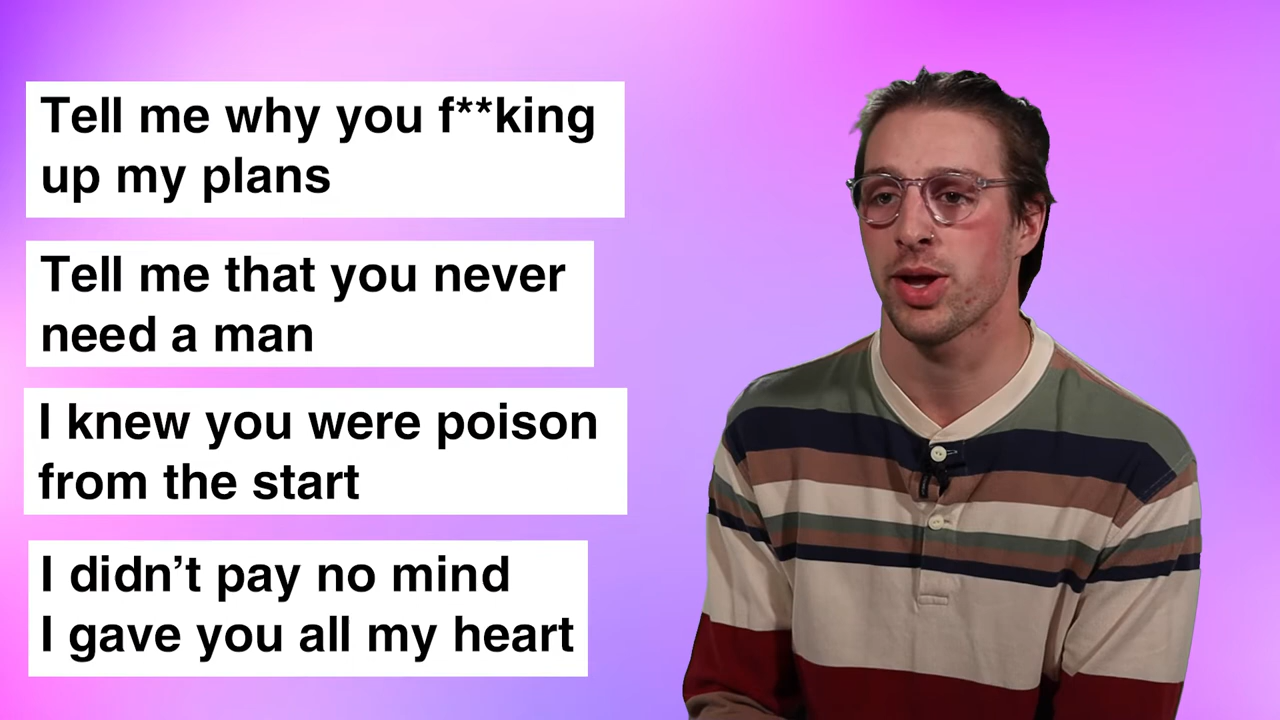 Tell me why you f**king
up my plans
Tell me that you never
need a man
I knew you were poison
from the start
I didn’t pay no mind
I gave you all my heart